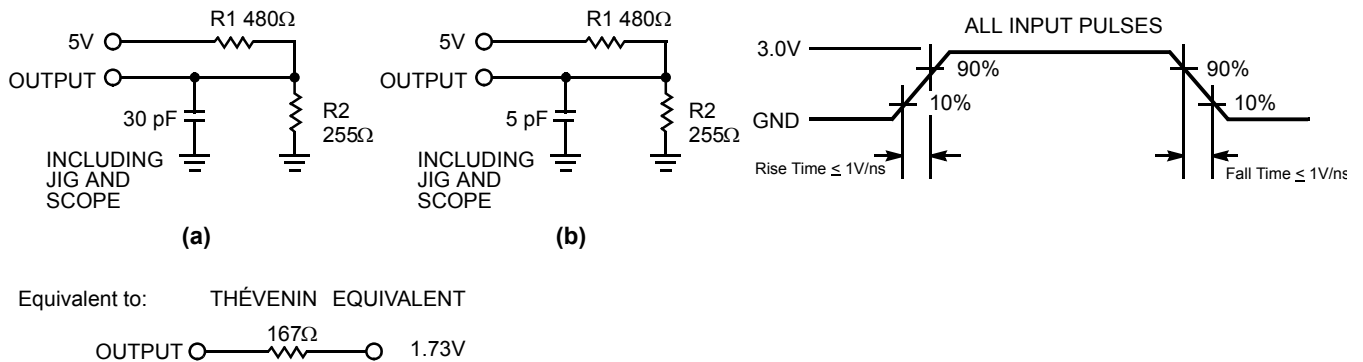 R1 480Ω
5V
OUTPUT
30 pF
R2
255Ω
INCLUDING
JIG AND
SCOPE
(a)
R1 480Ω
5V
OUTPUT
5 pF
R2
255Ω
INCLUDING
JIG AND
SCOPE
(b)
ALL INPUT PULSES
3.0V
90%
10%
GND
90%
10%
Rise Time ≤ 1V/ns
Fall Time ≤ 1V/ns
Equivalent to: THÉVENIN EQUIVALENT
167Ω
OUTPUT 1.73V